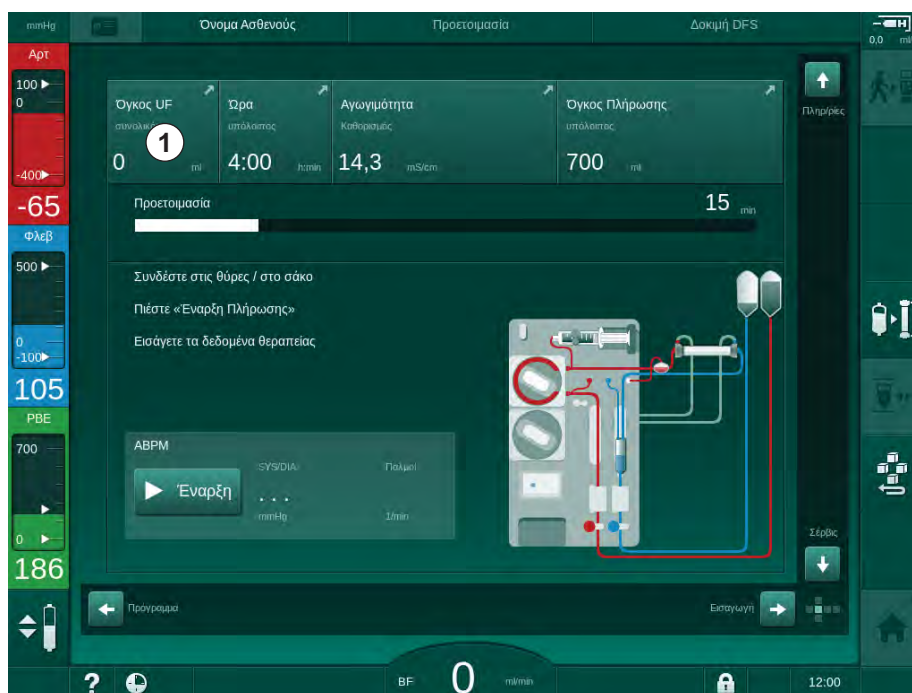 mmHg
Όνομα Ασθενούς
Προετοιμασία
Δοκιμή DFS
0,0 ml
Αρτ
100
0
-400
-65
Φλεβ
500
0
-100
105
PBE
700
0
186
Όγκος UF
συνολικό
0 ml
1
Ώρα
υπόλοιπος
4:00 h:min
Αγωγιμότητα
Καθορισμός
14,3 mS/cm
Όγκος Πλήρωσης
υπόλοιπος
700 ml
Πληρ/ρίες
Προετοιμασία
15 min
Συνδέστε στις θύρες / στο σάκο
Πιέστε «Έναρξη Πλήρωσης»
Εισάγετε τα δεδομένα θεραπείας
ABPM
Έναρξη
SYS/DIA
Παλμοί
. . .
mmHg
1/min
Σέρβις
Πρόγραμμα
Εισαγωγή
?
BF 0 ml/min
12:00